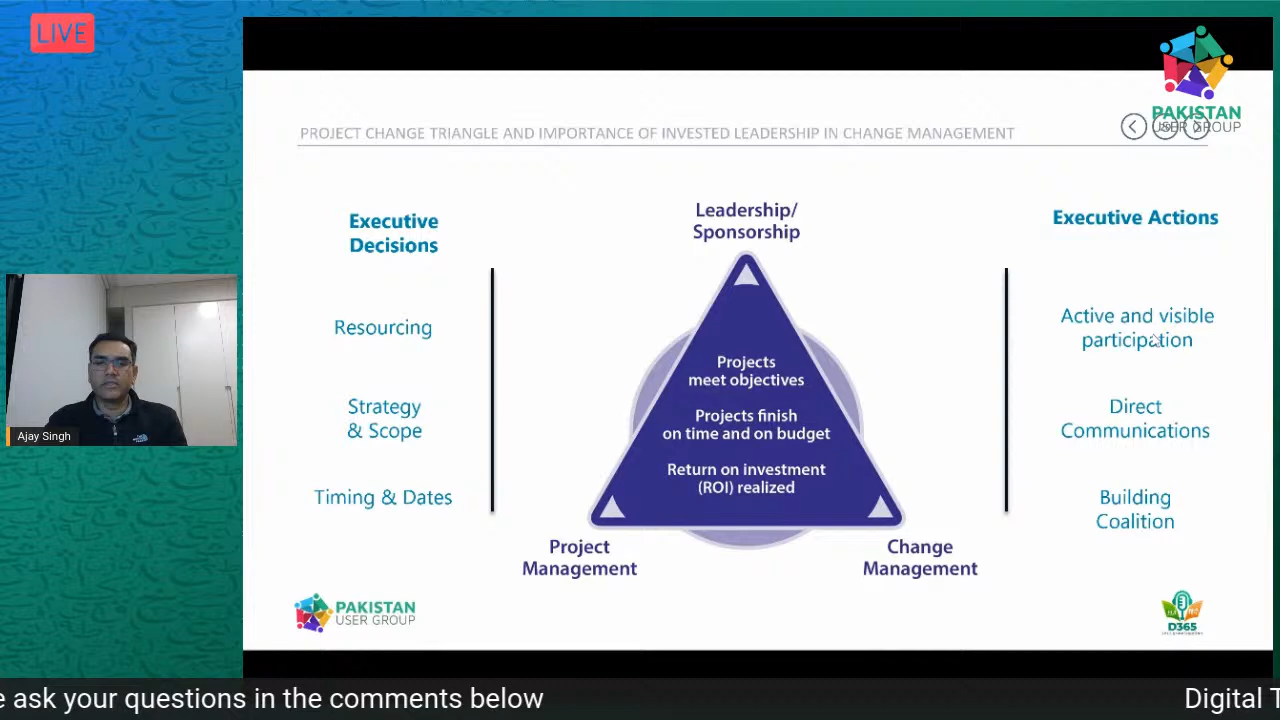 LIVE
PAKISTAN
USER GROUP
PROJECT CHANGE TRIANGLE AND IMPORTANCE OF INVESTED LEADERSHIP IN CHANGE MANAGEMENT
Executive
Decisions
Resourcing
Strategy
& Scope
Timing & Dates
Leadership/
Sponsorship
Projects
meet objectives
Projects finish
on time and on budget
Return on investment
(ROI) realized
Project
Management
Change
Management
Executive Actions
Active and visible
participation
Direct
Communications
Building
Coalition
Ajay Singh
PAKISTAN
USER GROUP
D365
e ask your questions in the comments below
Digital T